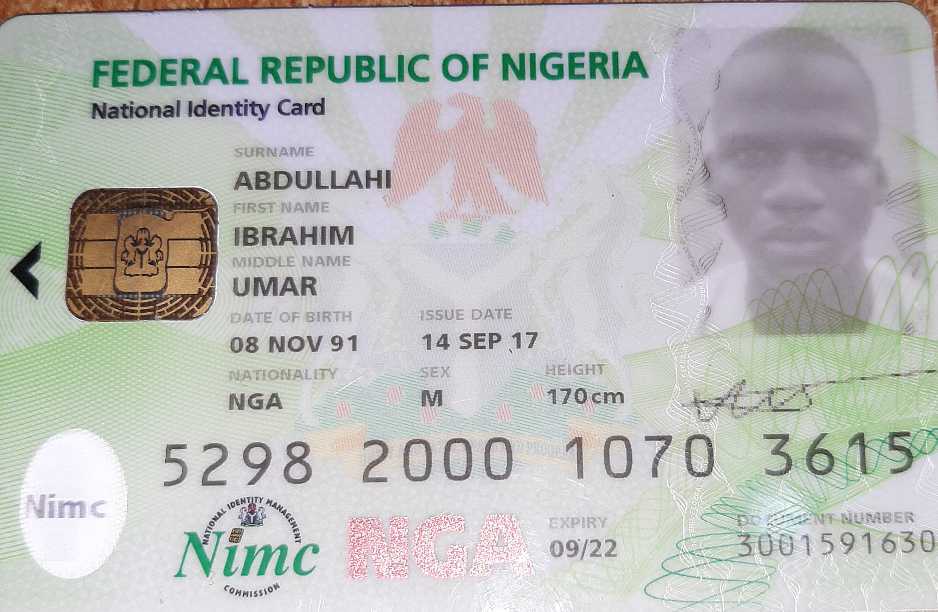 FEDERAL REPUBLIC OF NIGERIA
National Identity Card
SURNAME
ABDULLAHI
FIRST NAME
IBRAHIM
MIDDLE NAME
UMAR
DATE OF BIRTH ISSUE DATE
08 NOV 91 14 SEP 17
NATIONALITY SEX HEIGHT
NGA M 170 cm
5298 2000 1070 3615
Nimc
NATIONAL IDENTITY MANAGEMENT
Nimc
COMMISSION
NGA
EXPIRY
09/22
DOCUMENT NUMBER
3001591630